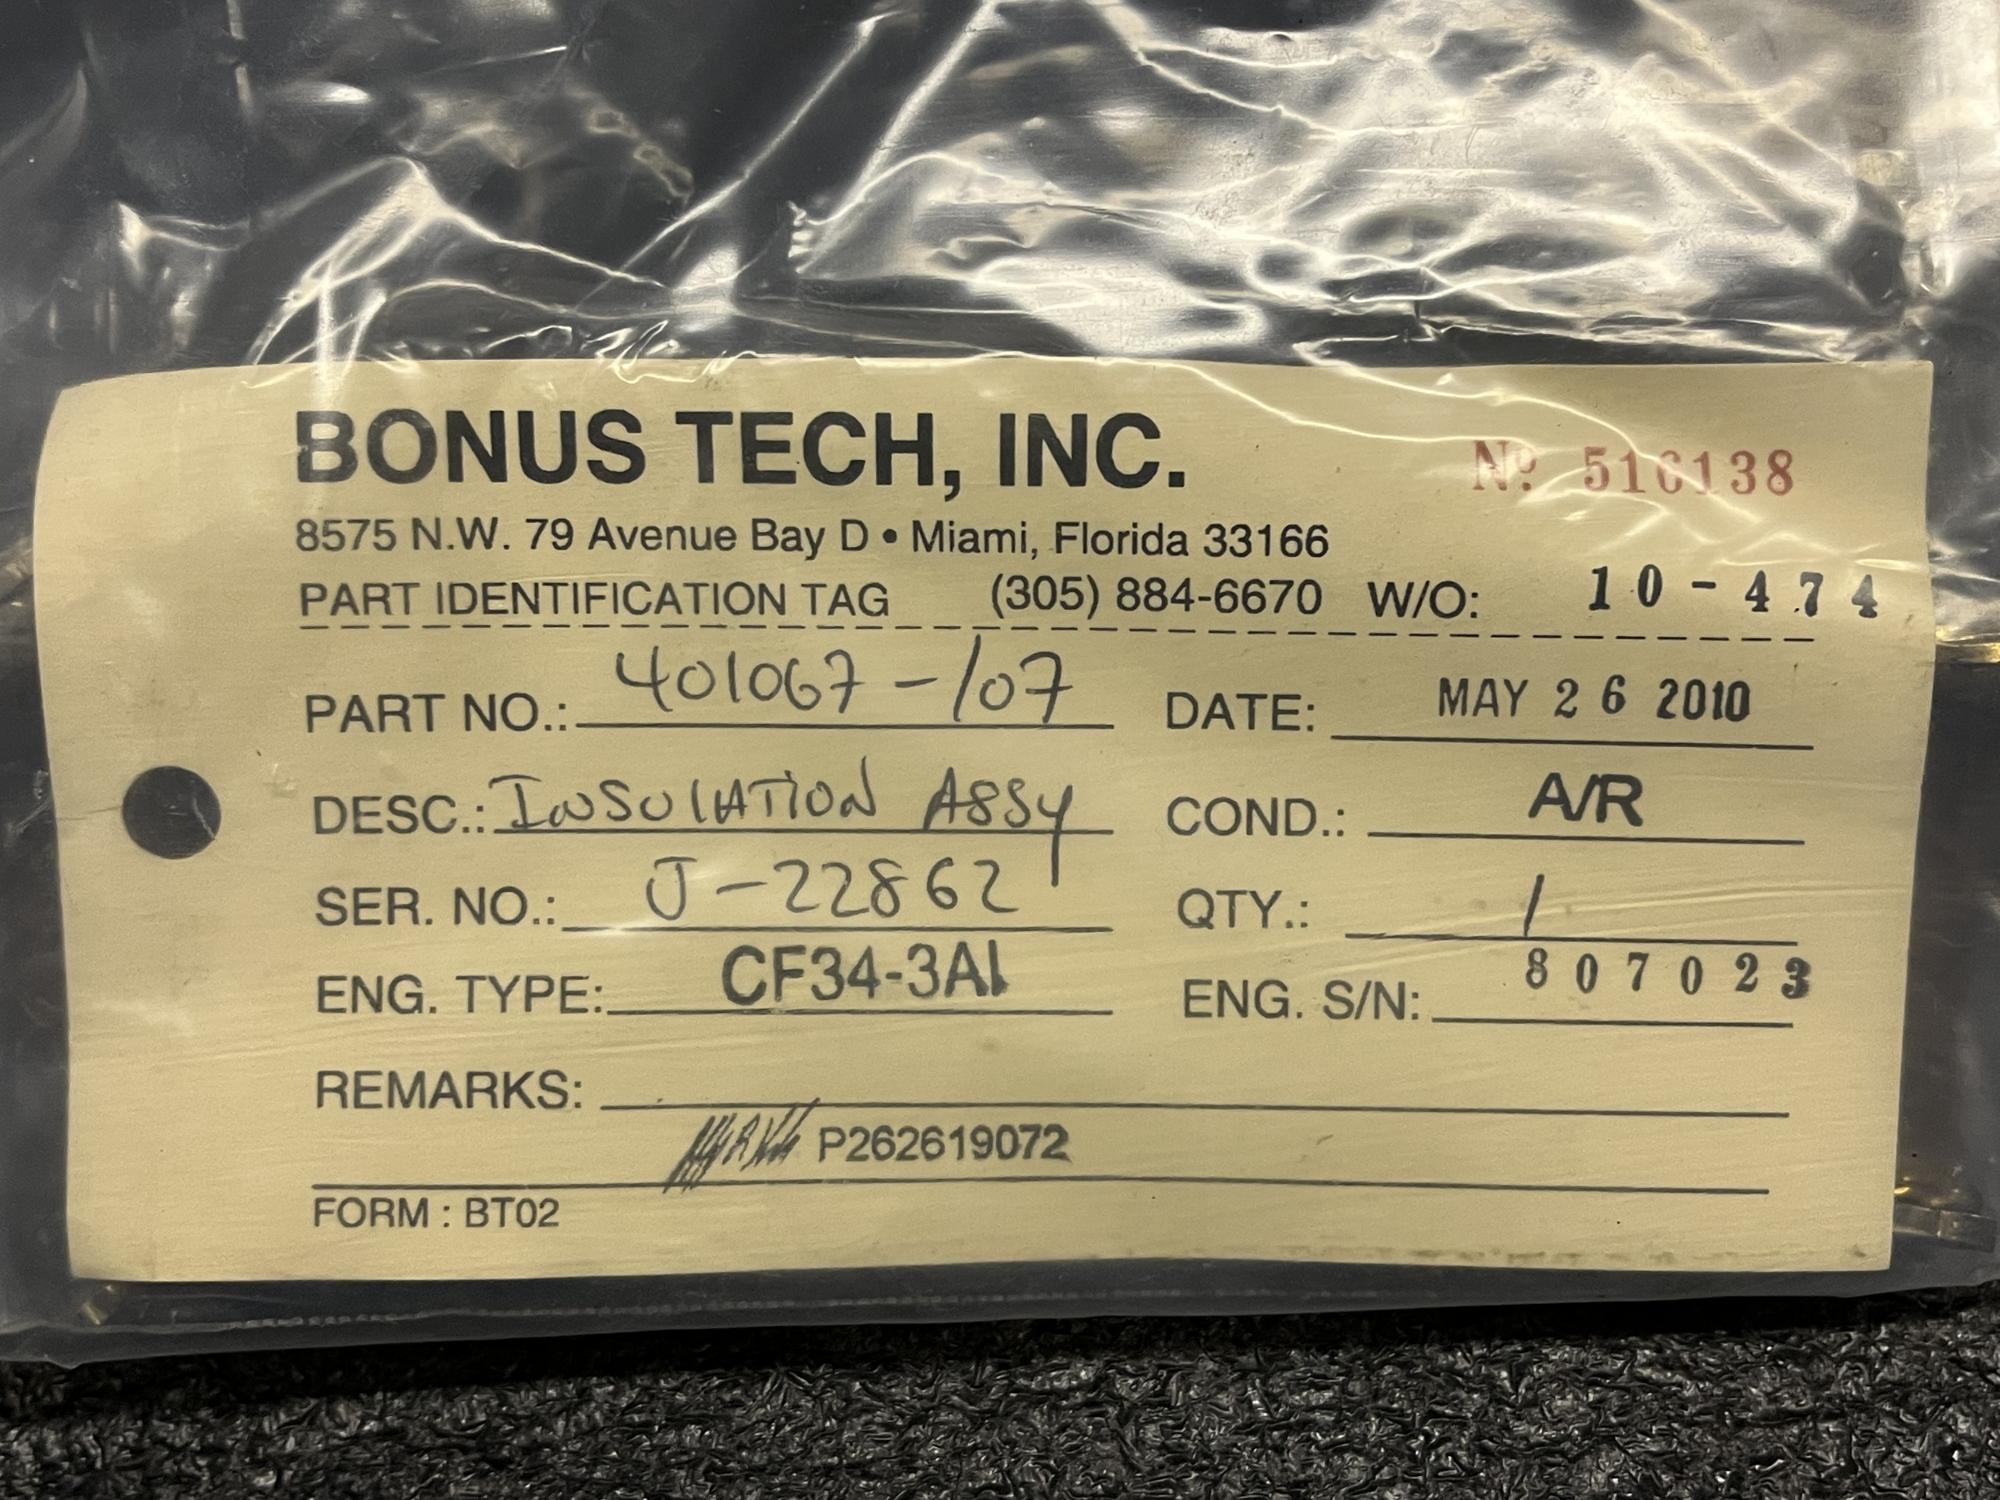 BONUS TECH, INC. Nº 516138
8575 N.W. 79 Avenue Bay D • Miami, Florida 33166
PART IDENTIFICATION TAG (305) 884-6670 W/O: 10-474
PART NO.: 401067-107 DATE: MAY 26 2010
DESC.: INSULATION ASSY COND.: A/R
SER. NO.: J-22862 QTY.: 1
ENG. TYPE: CF34-3A1 ENG. S/N: 807023
REMARKS:
P262619072
FORM : BT02